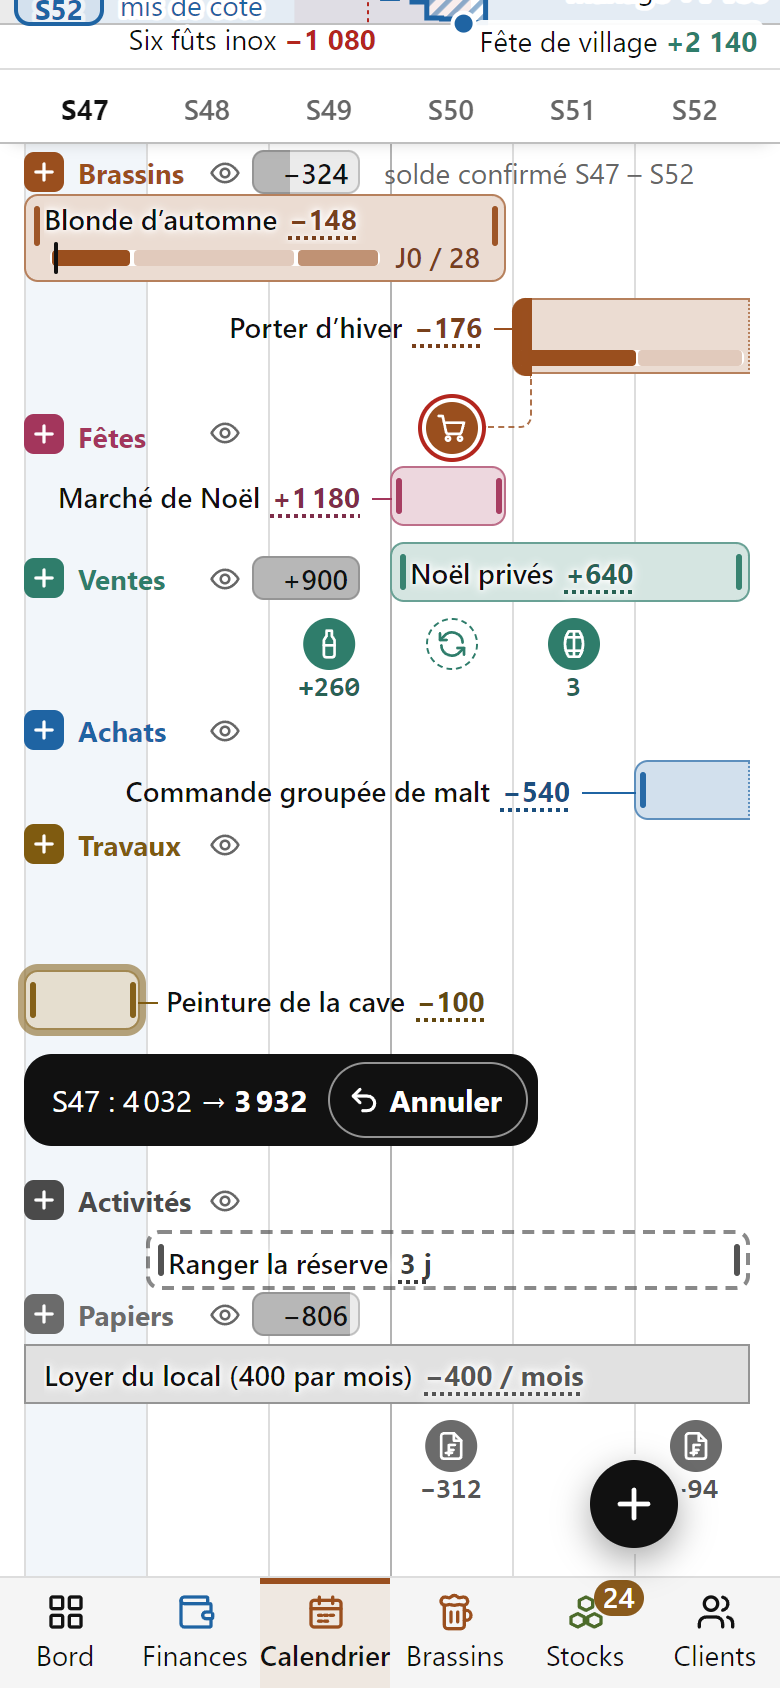 S52 mis de côté
Six fûts inox −1 080
Fête de village +2 140
S47 S48 S49 S50 S51 S52
Brassins −324 solde confirmé S47 – S52
Blonde d’automne −148
J0 / 28
Porter d’hiver −176
Fêtes
Marché de Noël +1 180
Ventes +900
Noël privés +640
+260 3
Achats
Commande groupée de malt −540
Travaux
Peinture de la cave −100
S47 : 4 032 → 3 932 Annuler
Activités
Ranger la réserve 3 j
Papiers −806
Loyer du local (400 par mois) −400 / mois
−312 -94
24
Bord Finances Calendrier Brassins Stocks Clients